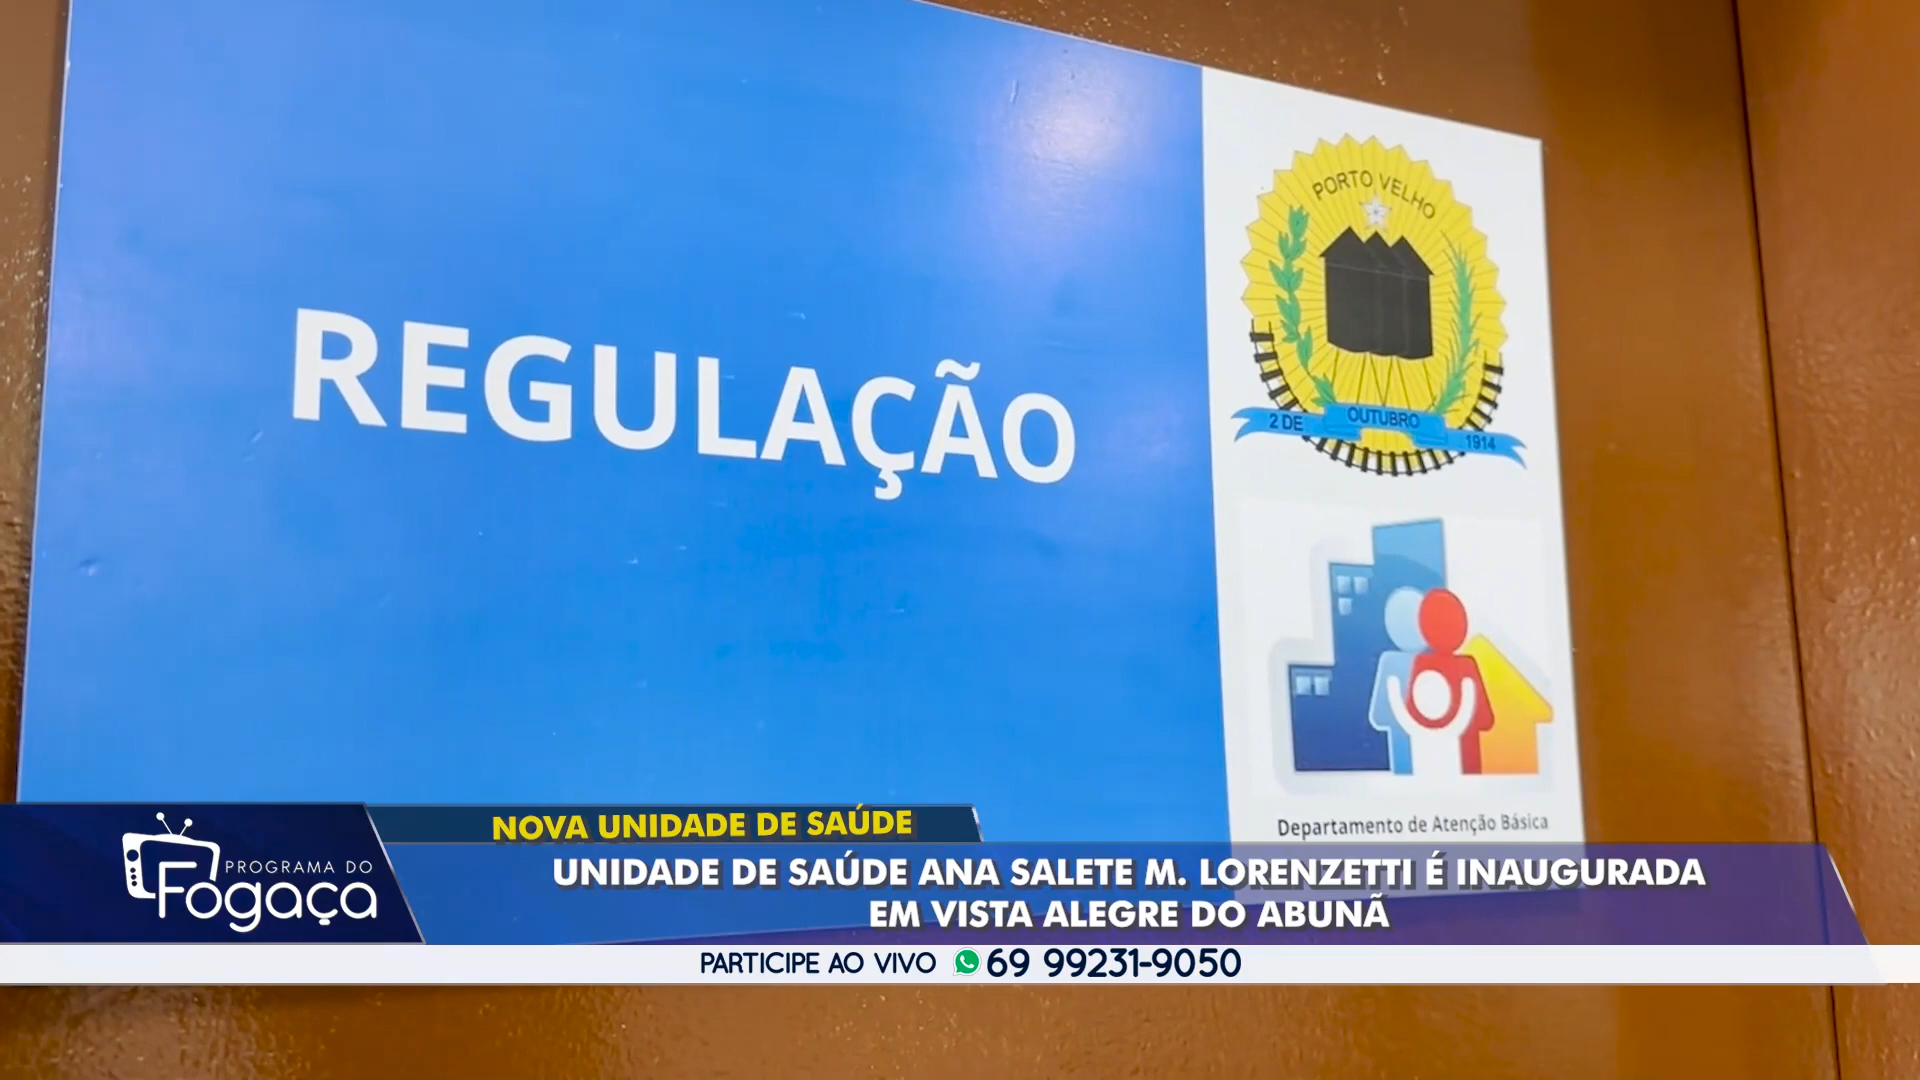 REGULAÇÃO
PORTO VELHO
2 DE OUTUBRO 1914
Departamento de Atenção Básica
NOVA UNIDADE DE SAÚDE
PROGRAMA DO
Fogaça
UNIDADE DE SAÚDE ANA SALETE M. LORENZETTI É INAUGURADA
EM VISTA ALEGRE DO ABUNÃ
PARTICIPE AO VIVO 69 99231-9050